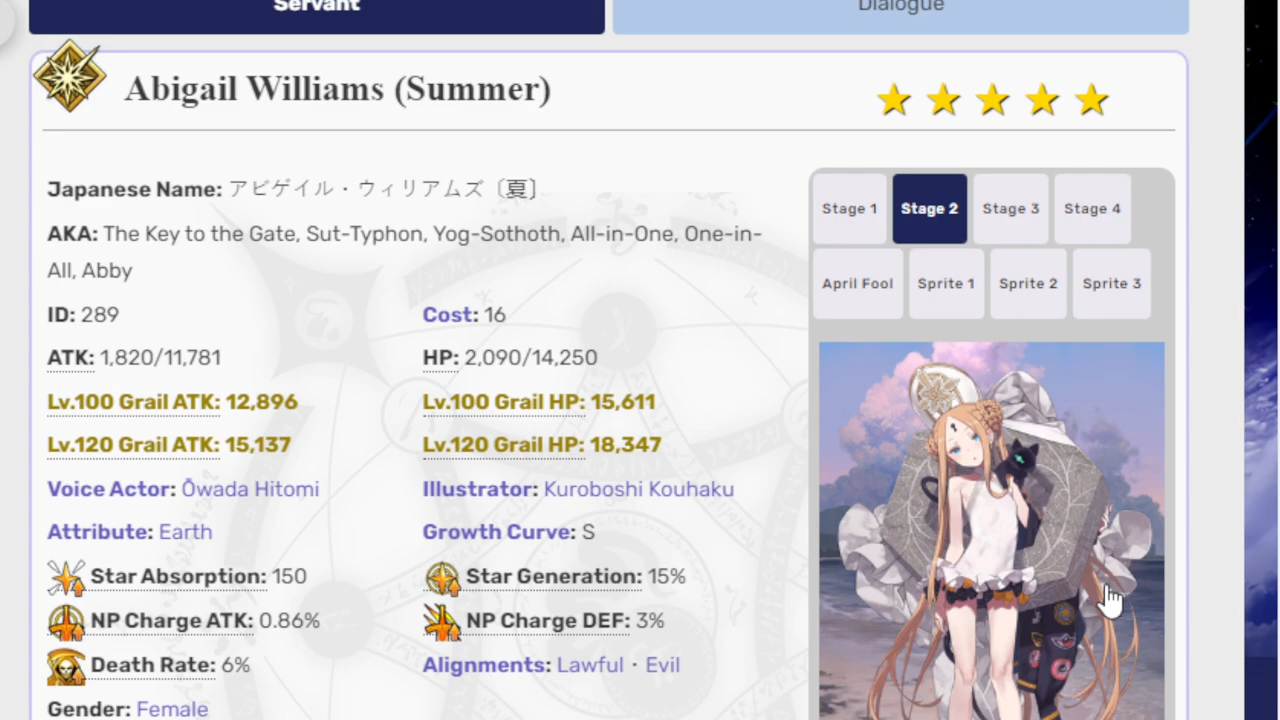 Servant
Dialogue
Abigail Williams (Summer)
Japanese Name: アビゲイル・ウィリアムズ〔夏〕
AKA: The Key to the Gate, Sut-Typhon, Yog-Sothoth, All-in-One, One-in-
All, Abby
ID: 289
Cost: 16
ATK: 1,820/11,781
HP: 2,090/14,250
Lv.100 Grail ATK: 12,896
Lv.100 Grail HP: 15,611
Lv.120 Grail ATK: 15,137
Lv.120 Grail HP: 18,347
Voice Actor: Ōwada Hitomi
Illustrator: Kuroboshi Kouhaku
Attribute: Earth
Growth Curve: S
Star Absorption: 150
Star Generation: 15%
NP Charge ATK: 0.86%
NP Charge DEF: 3%
Death Rate: 6%
Alignments: Lawful · Evil
Gender: Female
Stage 1
Stage 2
Stage 3
Stage 4
April Fool
Sprite 1
Sprite 2
Sprite 3